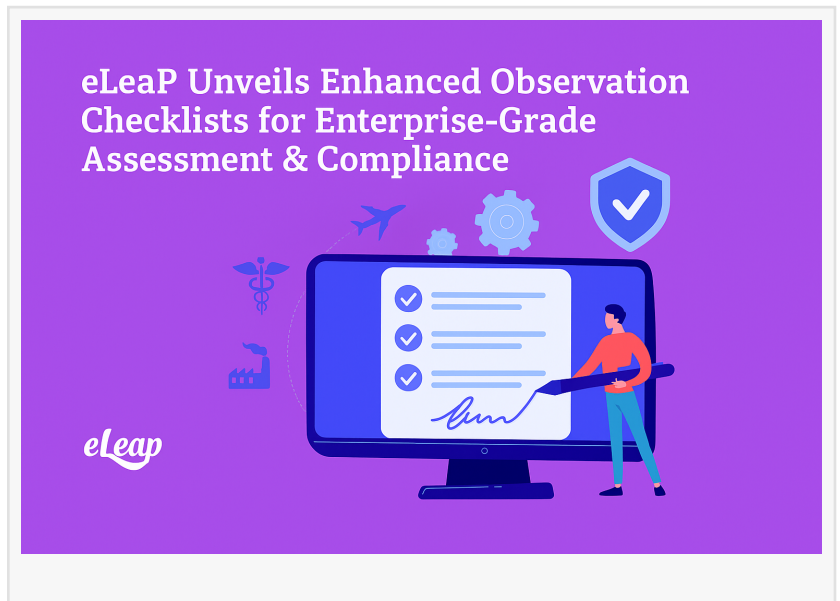 eLeaP Unveils Enhanced Observation
Checklists for Enterprise-Grade
Assessment & Compliance
eLeap